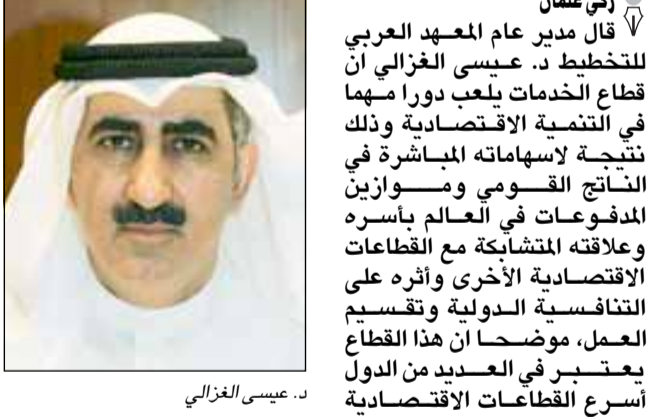 زكي عثمان
قال مدير عام المعهد العربي
للتخطيط د. عيسى الغزالي ان
قطاع الخدمات يلعب دورا مهما
في التنمية الاقتصادية وذلك
نتيجة لاسهاماته المباشرة في
الناتج القومي وموازين
المدفوعات في العالم بأسره
وعلاقته المتشابكة مع القطاعات
الاقتصادية الأخرى وأثره على
التنافسية الدولية وتقسيم
العمل، موضحا ان هذا القطاع
يعتبر في العديد من الدول
أسرع القطاعات الاقتصادية
د. عيسى الغزالي